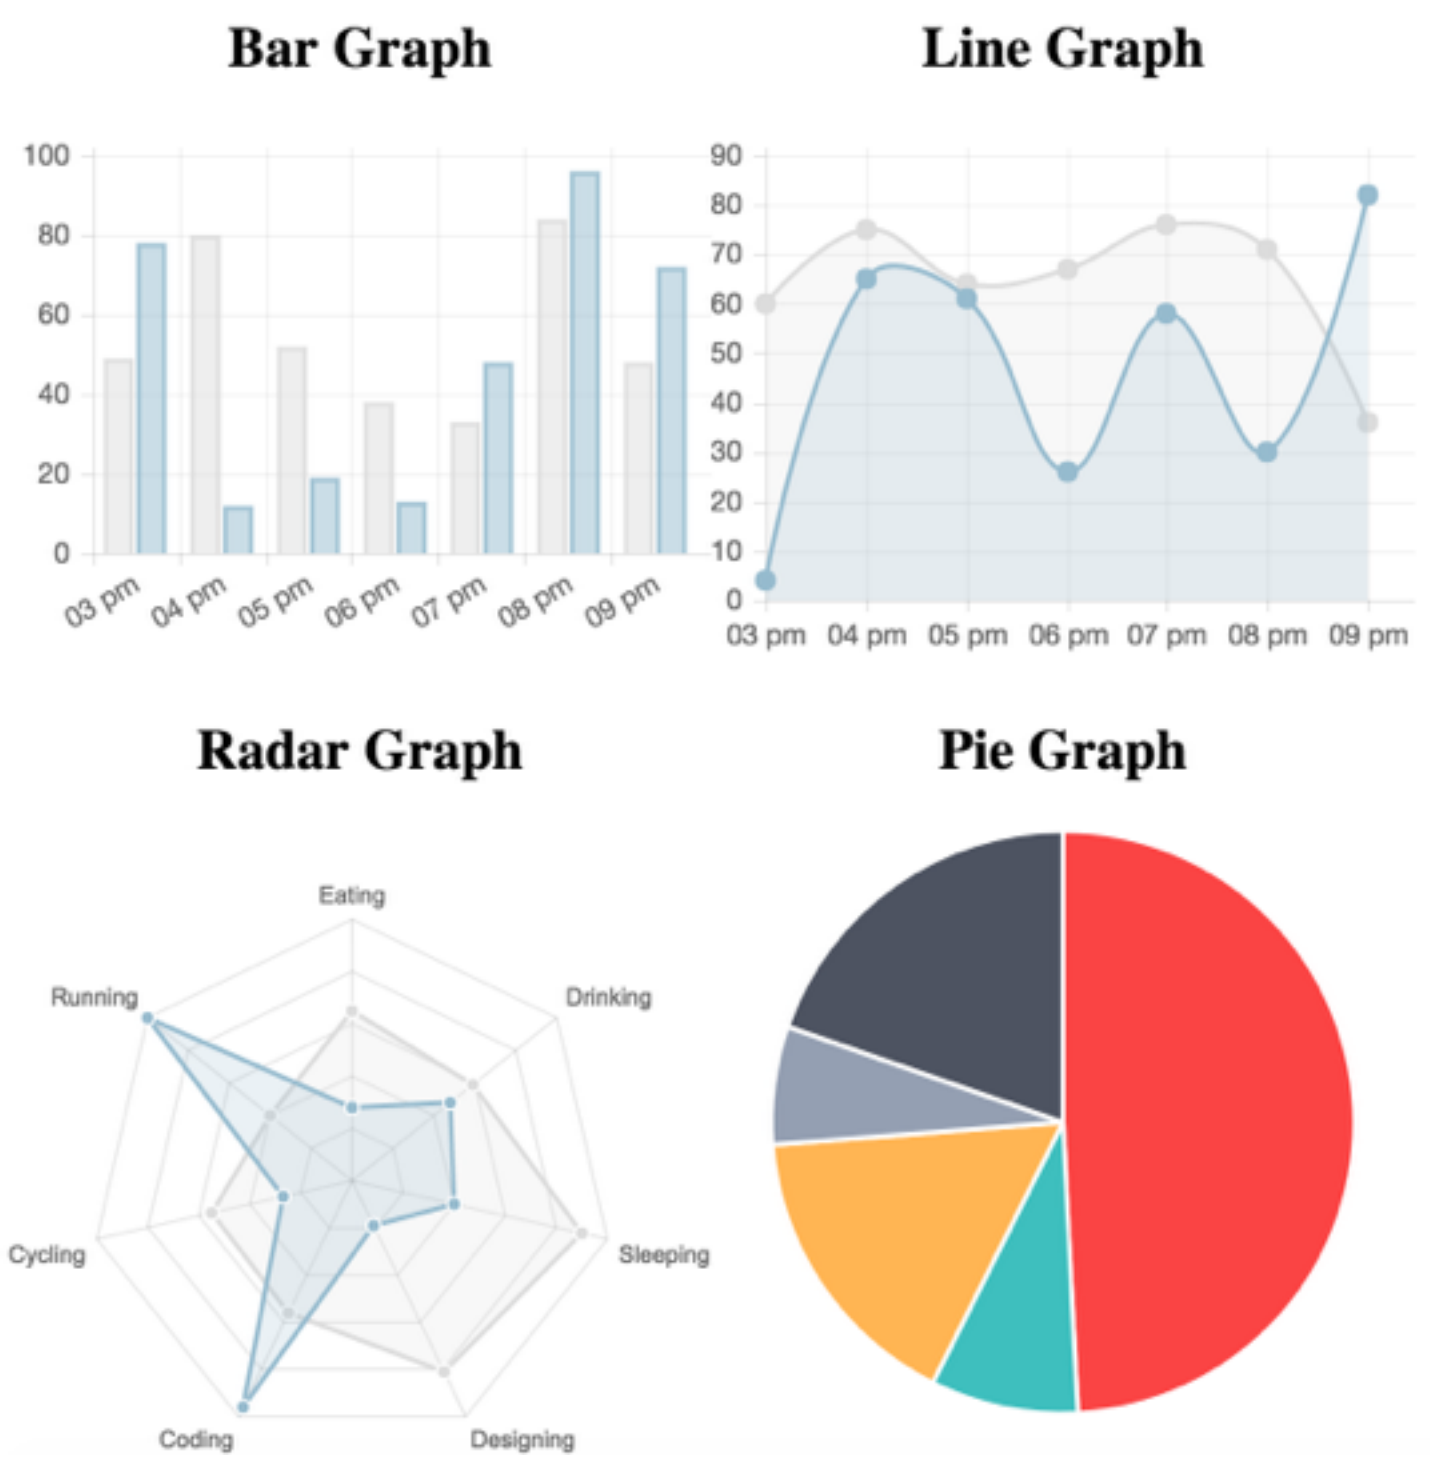 Bar Graph
100
80
60
40
20
0
03 pm 04 pm 05 pm 06 pm 07 pm 08 pm 09 pm
Line Graph
90
80
70
60
50
40
30
20
10
0
03 pm 04 pm 05 pm 06 pm 07 pm 08 pm 09 pm
Radar Graph
Eating
Running
Drinking
Cycling
Sleeping
Coding
Designing
Pie Graph